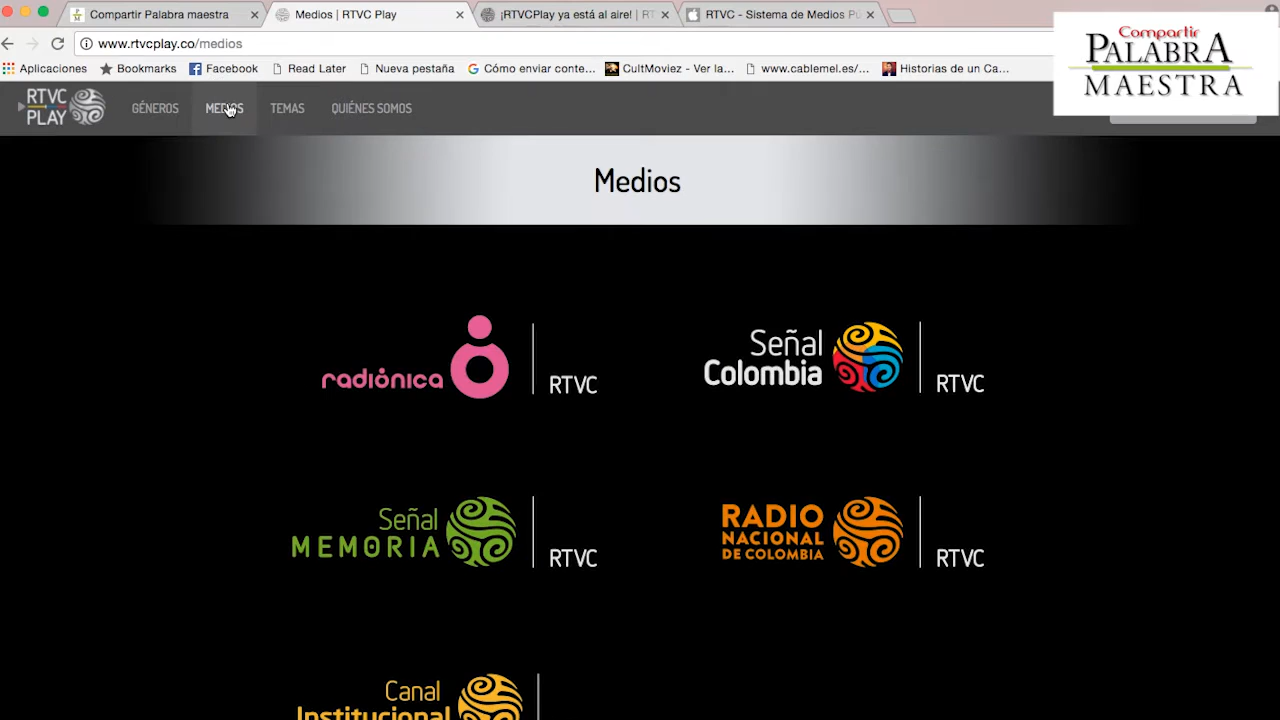 Compartir Palabra maestra
Medios | RTVC Play
¡RTVCPlay ya está al aire! | RT
RTVC - Sistema de Medios Pú
www.rtvcplay.co/medios
Aplicaciones
Bookmarks
Facebook
Read Later
Nueva pestaña
Cómo enviar conte...
CultMoviez - Ver la...
www.cablemel.es/...
Historias de un Ca...
Compartir
PALABRA
MAESTRA
RTVC
PLAY
GÉNEROS
MEDIOS
TEMAS
QUIÉNES SOMOS
Medios
radiónica
RTVC
Señal
Colombia
RTVC
Señal
MEMORIA
RTVC
RADIO
NACIONAL
DE COLOMBIA
RTVC
Canal
Institucional